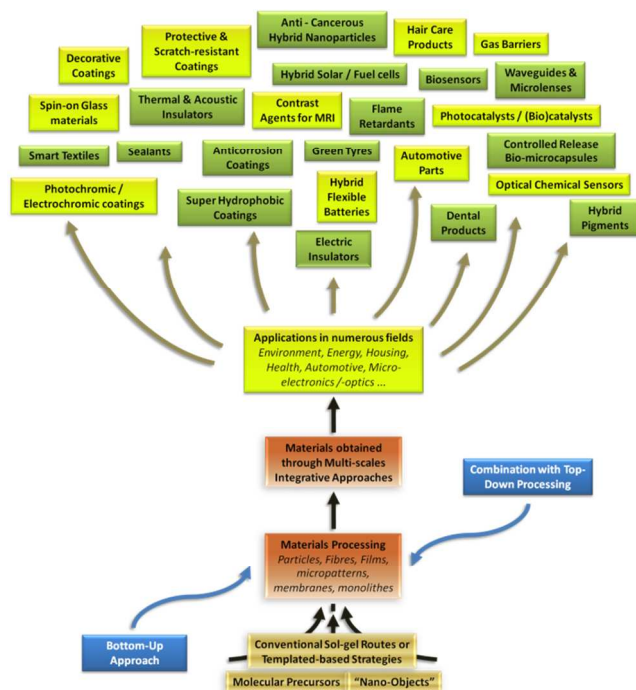 Anti - Cancerous
Hybrid Nanoparticles
Protective &
Scratch-resistant
Coatings
Hair Care
Products
Gas Barriers
Decorative
Coatings
Hybrid Solar / Fuel cells
Biosensors
Waveguides &
Microlenses
Spin-on Glass
materials
Thermal & Acoustic
Insulators
Contrast
Agents for MRI
Flame
Retardants
Photocatalysts / (Bio)catalysts
Smart Textiles
Sealants
Anticorrosion
Coatings
Green Tyres
Automotive
Parts
Controlled Release
Bio-microcapsules
Photochromic /
Electrochromic coatings
Super Hydrophobic
Coatings
Hybrid
Flexible
Batteries
Optical Chemical Sensors
Dental
Products
Hybrid
Pigments
Electric
Insulators
Applications in numerous fields
Environment, Energy, Housing,
Health, Automotive, Micro-
electronics /-optics ...
Materials obtained
through Multi-scales
Integrative Approaches
Combination with Top-
Down Processing
Materials Processing
Particles, Fibres, Films,
micropatterns,
membranes, monolithes
Bottom-Up
Approach
Conventional Sol-gel Routes or
Templated-based Strategies
Molecular Precursors
"Nano-Objects"